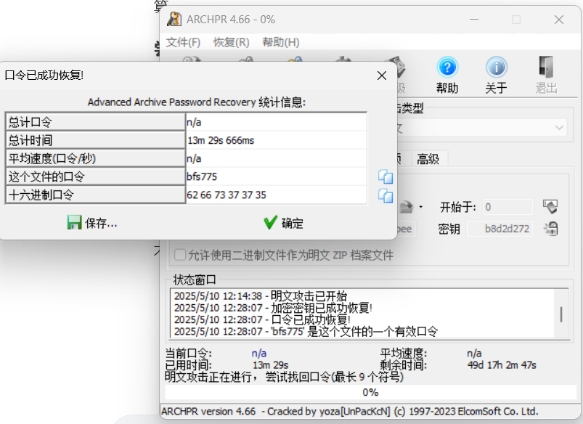 算
ARCHPR 4.66 - 0%
文件(F) 恢复(R) 帮助(H)
帮助 关于 退出
口令已成功恢复!
Advanced Archive Password Recovery 统计信息:
总计口令 n/a
总计时间 13m 29s 666ms
平均速度(口令/秒) n/a
这个文件的口令 bfs775
十六进制口令 62 66 73 37 37 35
保存... 确定
击类型
文
高级
开始于: 0
密钥 b8d2d272
允许使用二进制文件作为明文 ZIP 档案文件
状态窗口
2025/5/10 12:14:38 - 明文攻击已开始
2025/5/10 12:28:07 - 加密密钥已成功恢复!
2025/5/10 12:28:07 - 口令已成功恢复!
2025/5/10 12:28:07 - 'bfs775' 是这个文件的一个有效口令
当前口令: n/a 平均速度: n/a
已用时间: 13m 29s 剩余时间: 49d 17h 2m 47s
明文攻击正在进行，尝试找回口令(最长 9 个符号)
0%
ARCHPR version 4.66 - Cracked by yoza[UnPacKcN] (c) 1997-2023 ElcomSoft Co. Ltd.